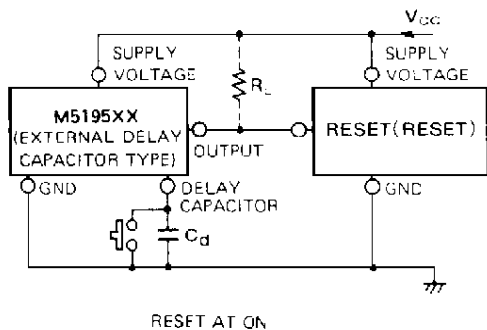 VCC
SUPPLY
VOLTAGE
SUPPLY
VOLTAGE
RL
M5195XX
(EXTERNAL DELAY
CAPACITOR TYPE)
OUTPUT
RESET(RESET)
GND
DELAY
CAPACITOR
GND
Cd
RESET AT ON